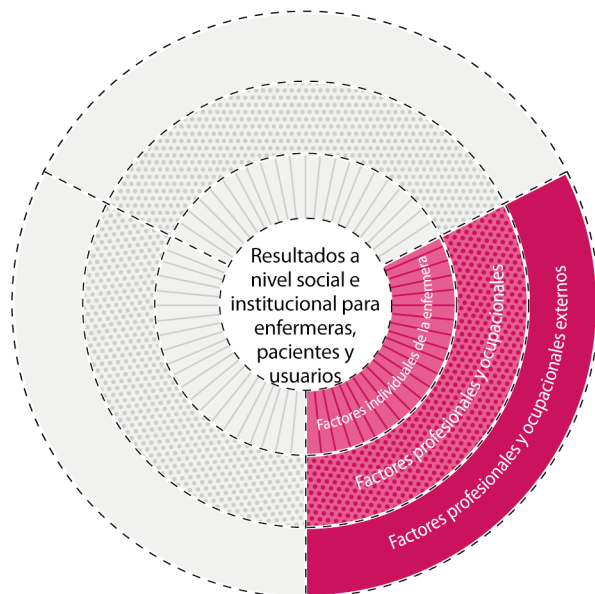 Resultados a
nivel social e
institucional para
enfermeras,
pacientes y
usuarios
Factores individuales de la enfermera
Factores profesionales y ocupacionales
Factores profesionales y ocupacionales externos